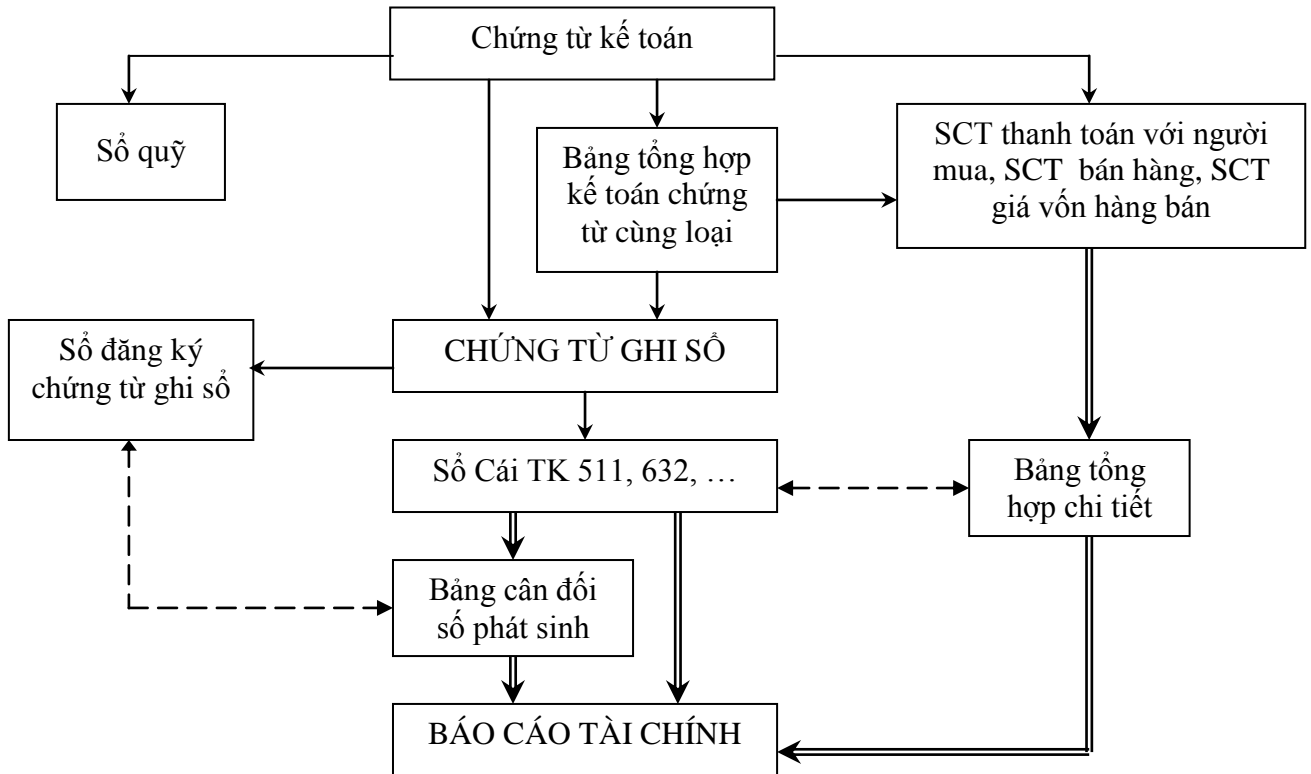 Chứng từ kế toán
Sổ quỹ
Bảng tổng hợp
kế toán chứng
từ cùng loại
SCT thanh toán với người
mua, SCT bán hàng, SCT
giá vốn hàng bán
Sổ đăng ký
chứng từ ghi sổ
CHỨNG TỪ GHI SỔ
Sổ Cái TK 511, 632, …
Bảng tổng
hợp chi tiết
Bảng cân đối
số phát sinh
BÁO CÁO TÀI CHÍNH